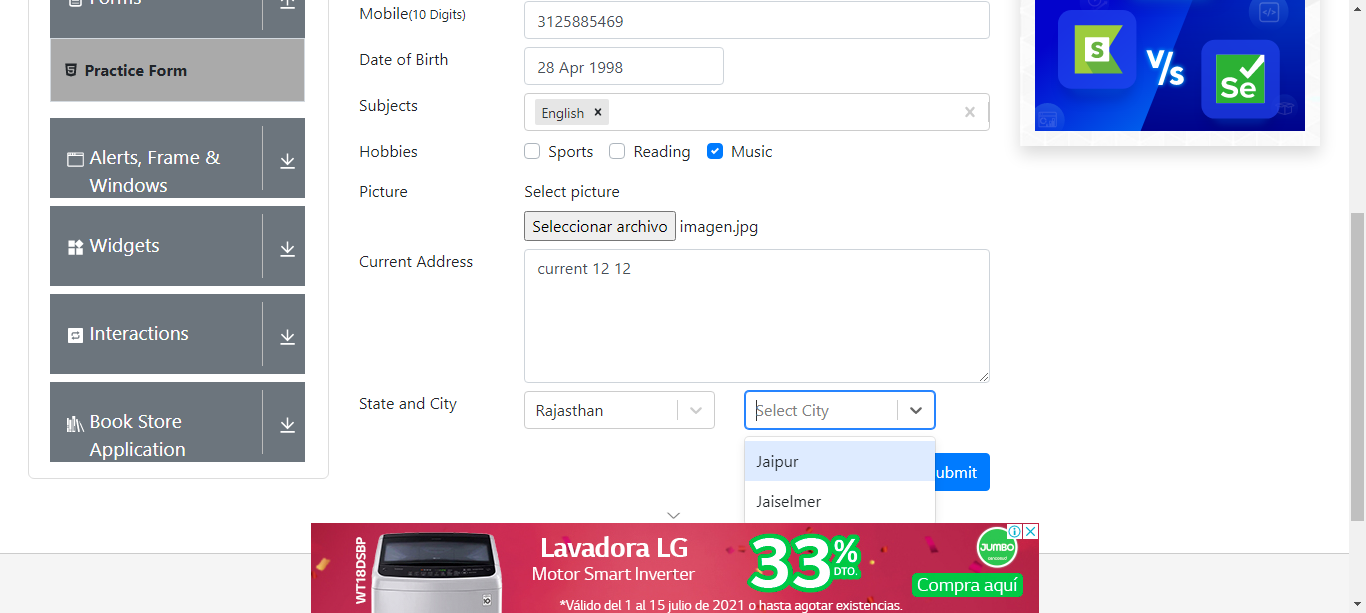 Forms
Practice Form
Alerts, Frame &
Windows
Widgets
Interactions
Book Store
Application
Mobile(10 Digits)
3125885469
Date of Birth
28 Apr 1998
Subjects
English ×
Hobbies
Sports
Reading
Music
Picture
Select picture
Seleccionar archivo imagen.jpg
Current Address
current 12 12
State and City
Rajasthan
Select City
Jaipur
Jaiselmer
ubmit
S
V/s
Se
WT18DSBP
Lavadora LG
Motor Smart Inverter
33% DTO.
JUMBO
Compra aquí
*Válido del 1 al 15 julio de 2021 o hasta agotar existencias.